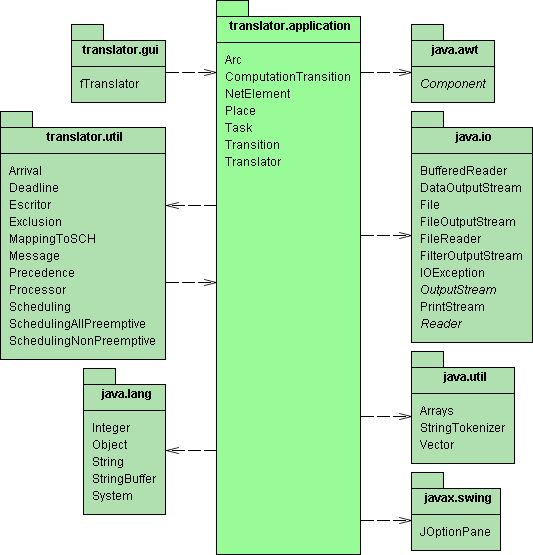 translator.gui
fTranslator
translator.util
Arrival
Deadline
Escritor
Exclusion
MappingToSCH
Message
Precedence
Processor
Scheduling
SchedulingAllPreemptive
SchedulingNonPreemptive
java.lang
Integer
Object
String
StringBuffer
System
translator.application
Arc
ComputationTransition
NetElement
Place
Task
Transition
Translator
java.awt
Component
java.io
BufferedReader
DataOutputStream
File
FileOutputStream
FileReader
FilterOutputStream
IOException
OutputStream
PrintStream
Reader
java.util
Arrays
StringTokenizer
Vector
javax.swing
JOptionPane